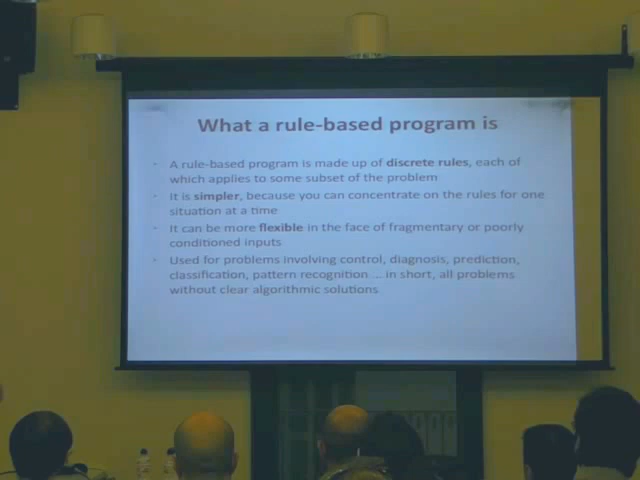 What a rule-based program is
· A rule-based program is made up of discrete rules, each of
which applies to some subset of the problem
· It is simpler, because you can concentrate on the rules for one
situation at a time
· It can be more flexible in the face of fragmentary or poorly
conditioned inputs
· Used for problems involving control, diagnosis, prediction,
classification, pattern recognition ... in short, all problems
without clear algorithmic solutions